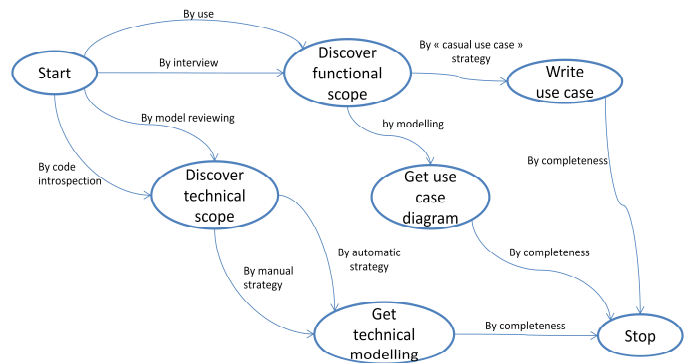 By use
Start
By interview
Discover
functional
scope
By « casual use case »
strategy
Write
use case
By model reviewing
by modelling
By code
introspection
By completeness
Discover
technical
scope
Get use
case
diagram
By manual
strategy
By automatic
strategy
By completeness
Get
technical
modelling
By completeness
Stop